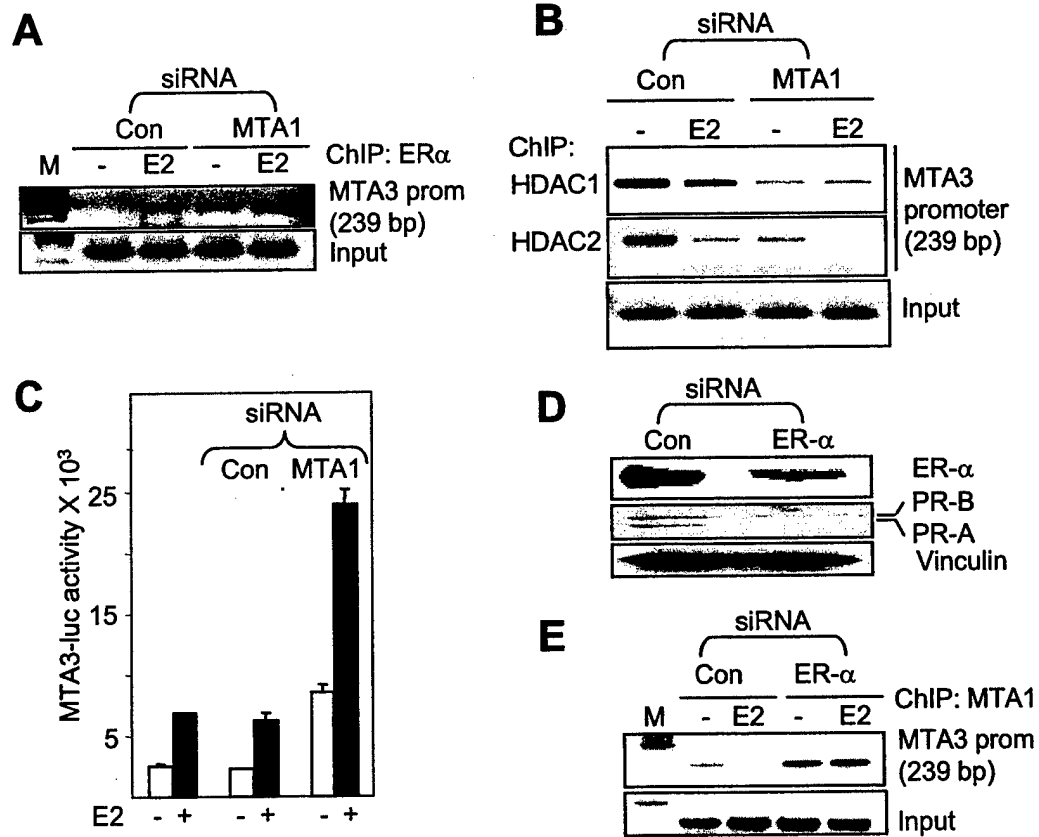 A
siRNA
Con MTA1
M - E2 - E2 ChIP: ERα
MTA3 prom
(239 bp)
Input
B
siRNA
Con MTA1
- E2 - E2
ChIP:
HDAC1
HDAC2
MTA3
promoter
(239 bp)
Input
C
siRNA
Con MTA1
MTA3-luc activity X 10³
25
15
5
E2 - + - + - +
D
siRNA
Con ER-α
ER-α
PR-B
PR-A
Vinculin
E
siRNA
Con ER-α
M - E2 - E2 ChIP: MTA1
MTA3 prom
(239 bp)
Input